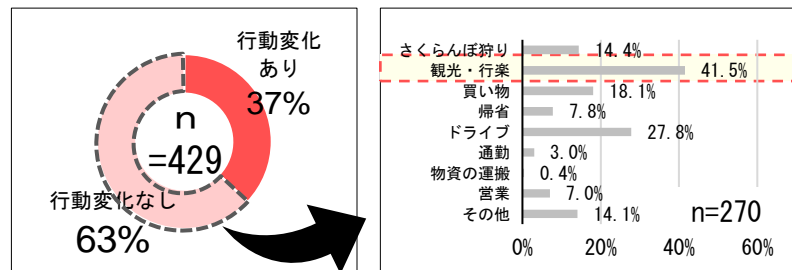 行動変化
あり
37%
n
=429
行動変化なし
63%
さくらんぼ狩り 14.4%
観光・行楽 41.5%
買い物 18.1%
帰省 7.8%
ドライブ 27.8%
通勤 3.0%
物資の運搬 0.4%
営業 7.0%
その他 14.1%
n=270
0% 20% 40% 60%